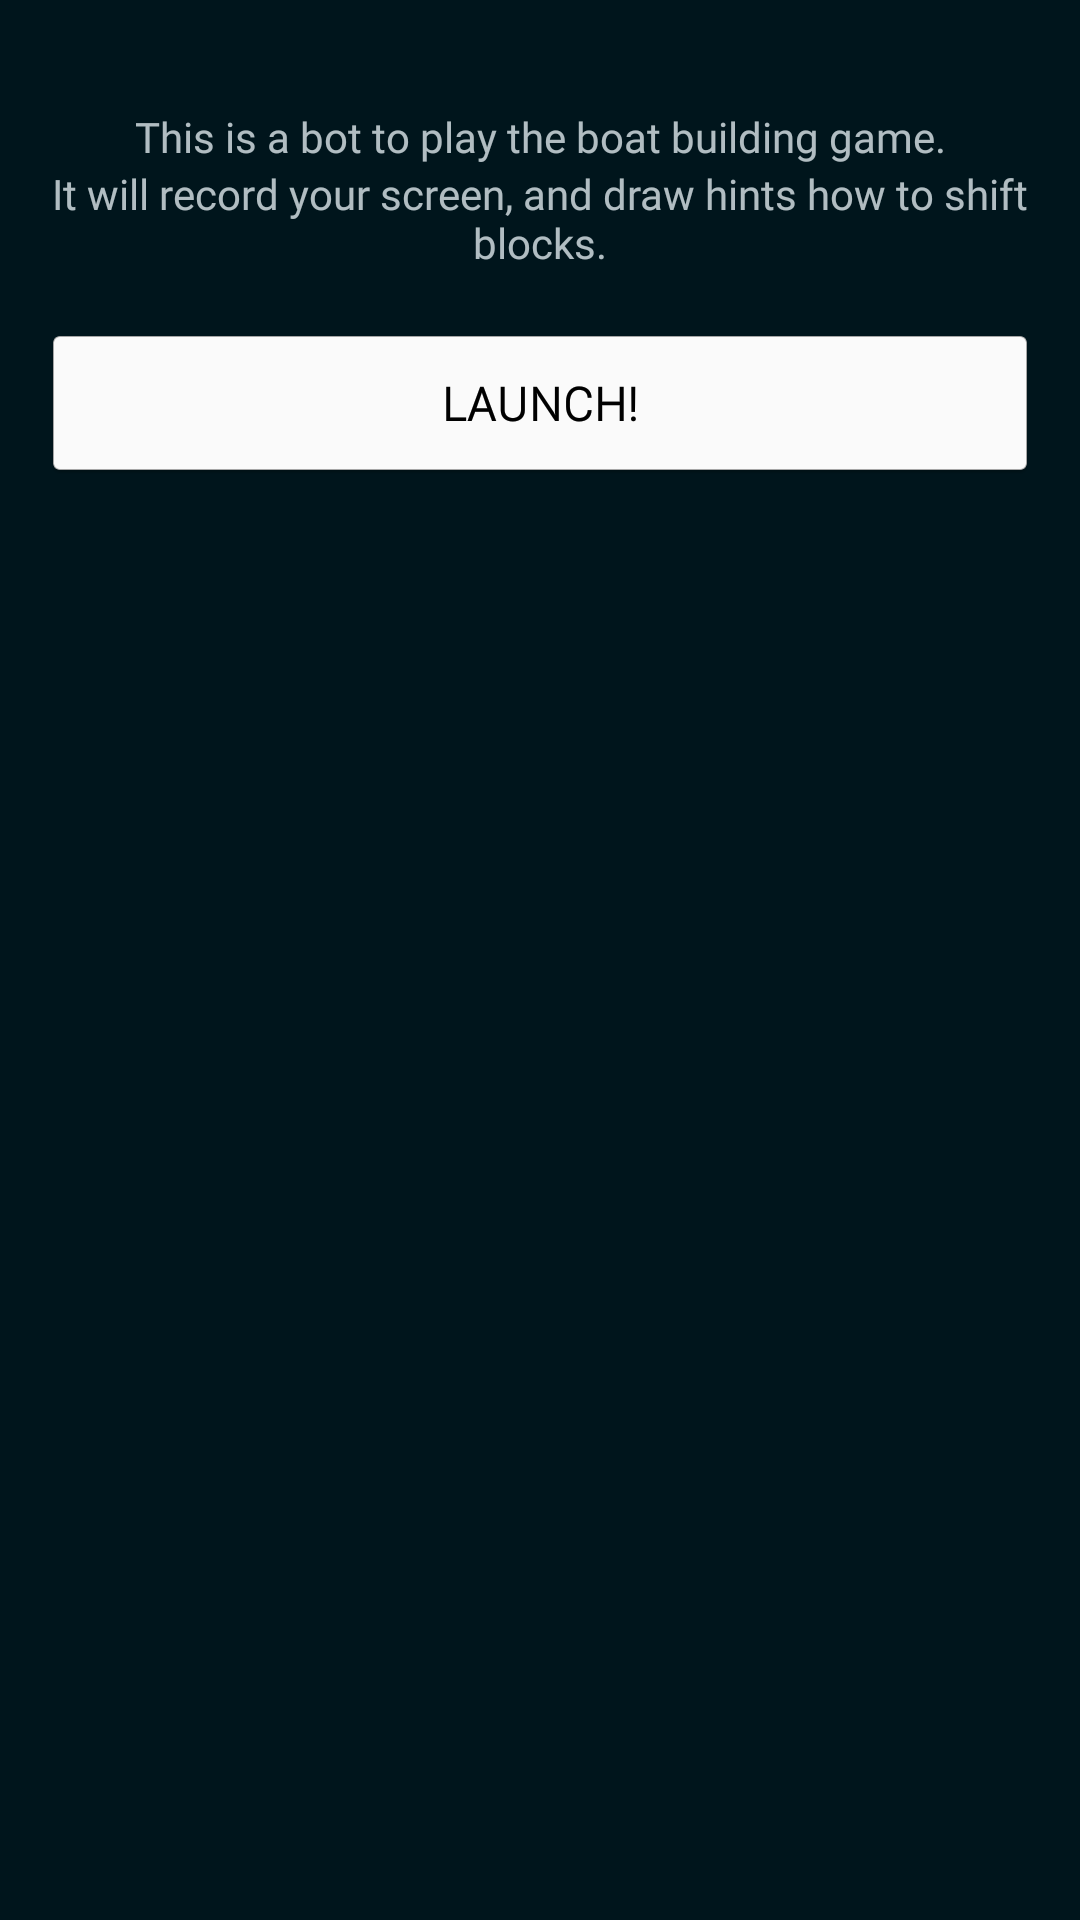 This is a bot to play the boat building game.
It will record your screen, and draw hints how to shift
blocks.
LAUNCH!